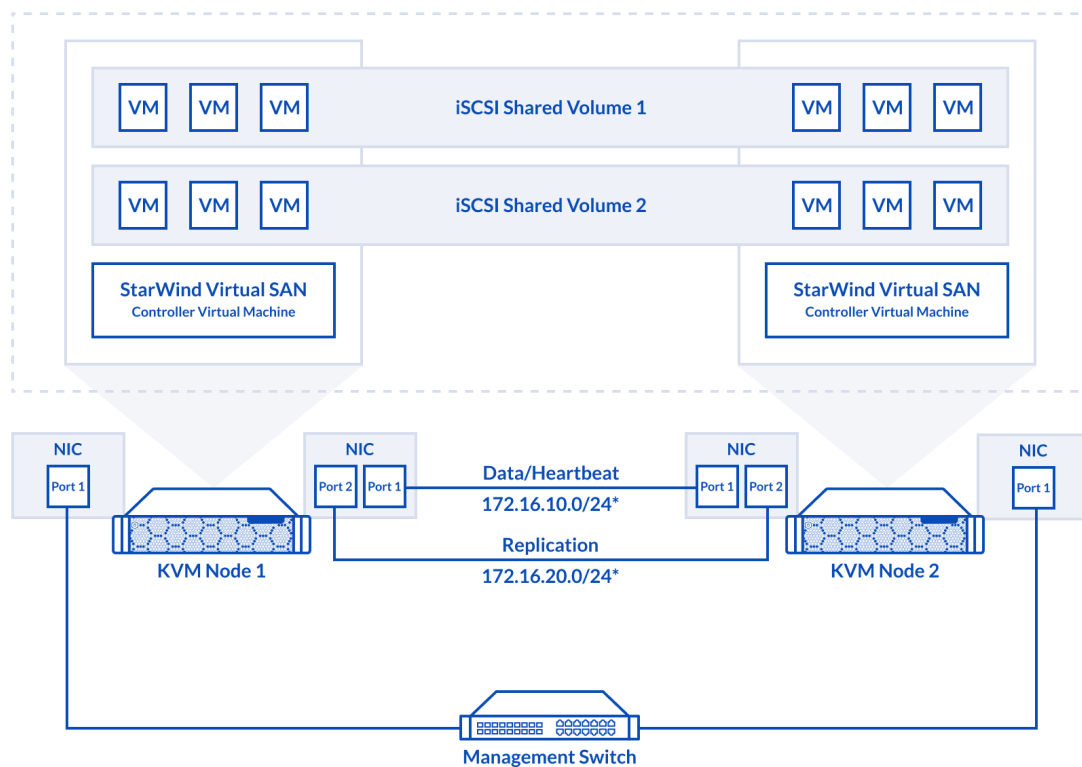 VM VM VM iSCSI Shared Volume 1 VM VM VM
VM VM VM iSCSI Shared Volume 2 VM VM VM
StarWind Virtual SAN
Controller Virtual Machine
StarWind Virtual SAN
Controller Virtual Machine
NIC
Port 1
NIC
Port 2 Port 1
Data/Heartbeat
172.16.10.0/24*
NIC
Port 1 Port 2
NIC
Port 1
Replication
172.16.20.0/24*
KVM Node 1
KVM Node 2
Management Switch